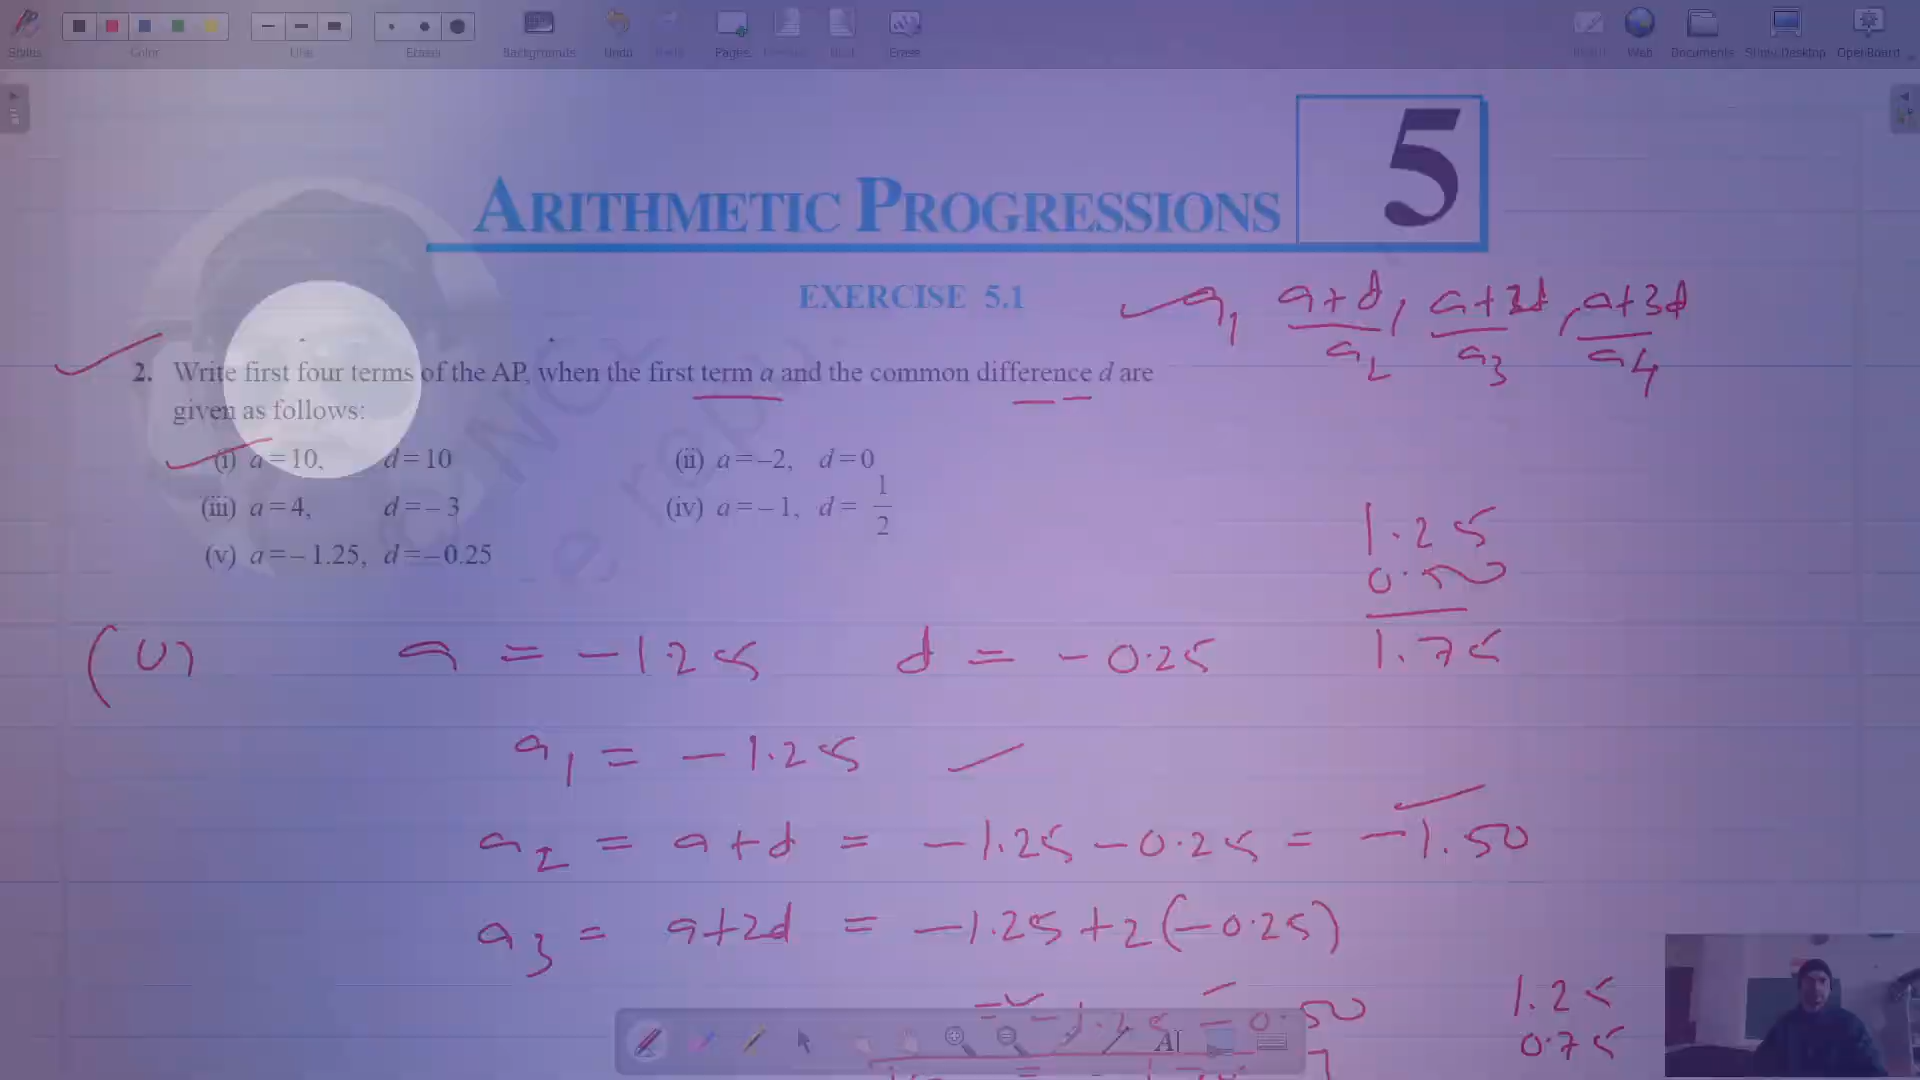 Stylus Color Line Eraser Backgrounds Undo Pages Erase Web Documents Show Desktop OpenBoard
ARITHMETIC PROGRESSIONS 5
EXERCISE 5.1
a, a+d, a+2d, a+3d
a2 a3 a4
2. Write first four terms of the AP, when the first term a and the common difference d are
given as follows:
(i) a = 10, d = 10 (ii) a = –2, d = 0
(iii) a = 4, d = – 3 (iv) a = – 1, d = 1/2
(v) a = – 1.25, d = – 0.25
1.25
0.50
1.75
(v) a = -1.25 d = -0.25
a1 = -1.25
a2 = a+d = -1.25-0.25 = -1.50
a3 = a+2d = -1.25+2(-0.25)
= -1.25 - 0.50
1.25
0.75